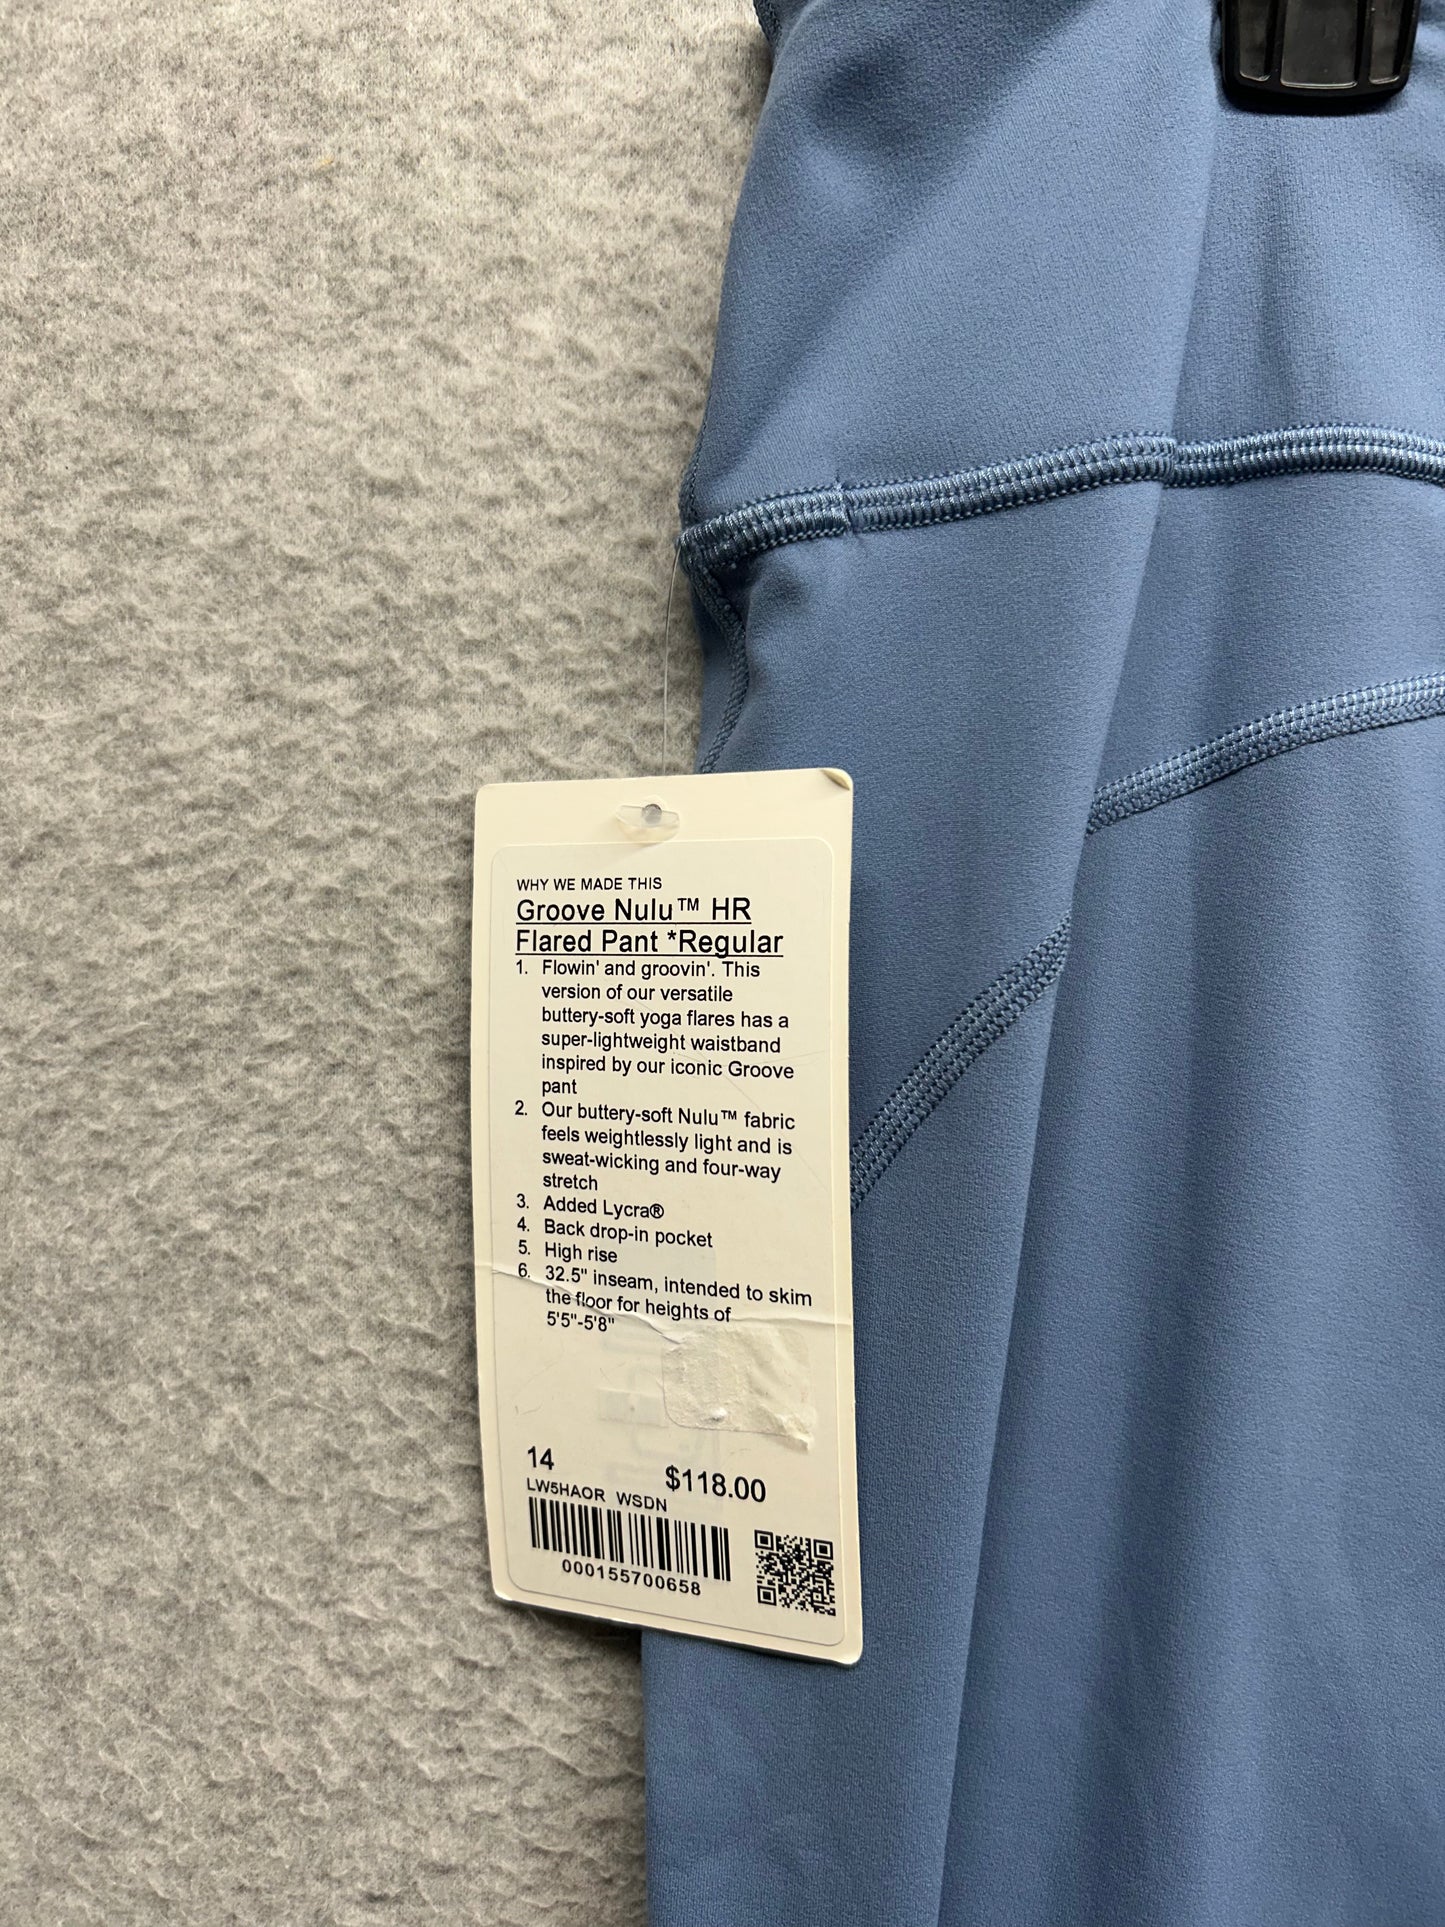 WHY WE MADE THIS
Groove Nulu™ HR
Flared Pant *Regular
1. Flowin' and groovin'. This
version of our versatile
buttery-soft yoga flares has a
super-lightweight waistband
inspired by our iconic Groove
pant
2. Our buttery-soft Nulu™ fabric
feels weightlessly light and is
sweat-wicking and four-way
stretch
3. Added Lycra®
4. Back drop-in pocket
5. High rise
6. 32.5" inseam, intended to skim
the floor for heights of
5'5"-5'8"
14 $118.00
LW5HAOR WSDN
000155700658